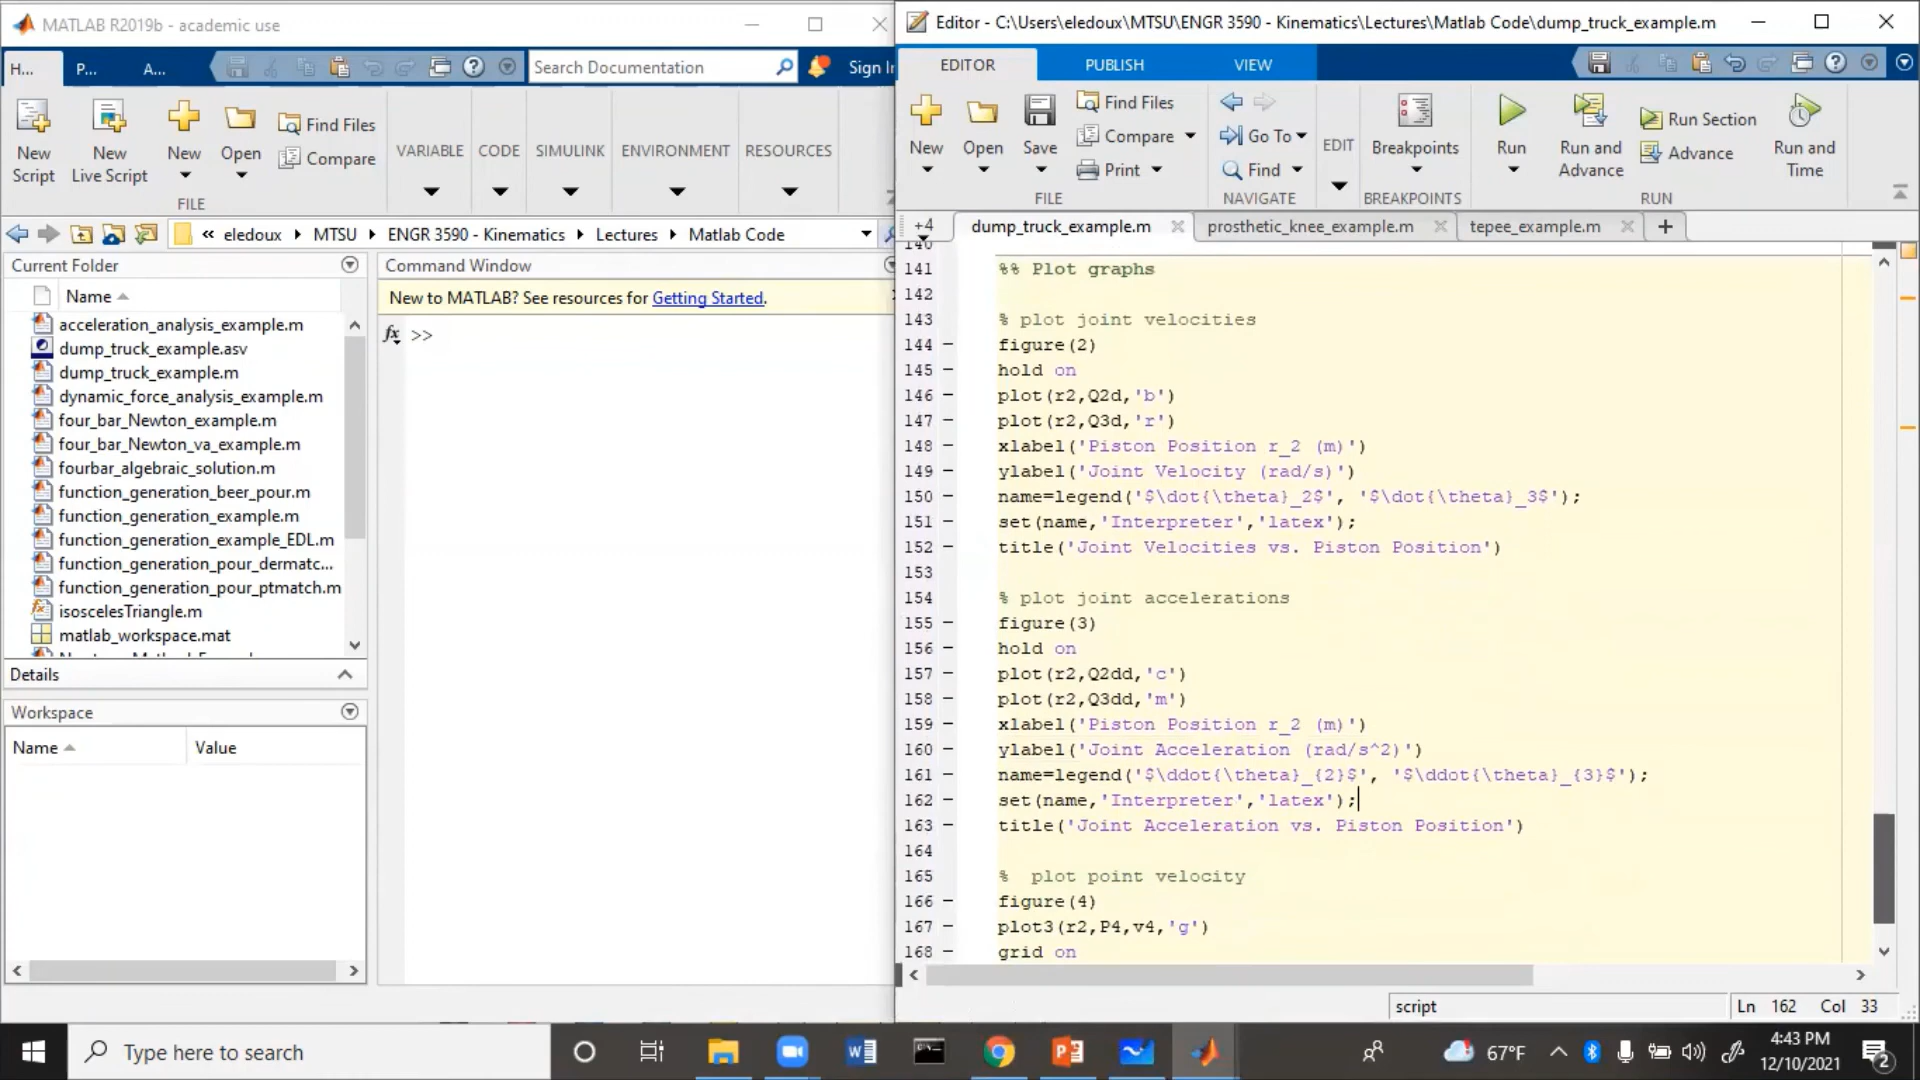 MATLAB R2019b - academic use
H...
P...
A...
Search Documentation
Sign In
New Script
New Live Script
New
Open
Find Files
Compare
FILE
VARIABLE
CODE
SIMULINK
ENVIRONMENT
RESOURCES
« eledoux ▸ MTSU ▸ ENGR 3590 - Kinematics ▸ Lectures ▸ Matlab Code
Current Folder
Name
acceleration_analysis_example.m
dump_truck_example.asv
dump_truck_example.m
dynamic_force_analysis_example.m
four_bar_Newton_example.m
four_bar_Newton_va_example.m
fourbar_algebraic_solution.m
function_generation_beer_pour.m
function_generation_example.m
function_generation_example_EDL.m
function_generation_pour_dermatc...
function_generation_pour_ptmatch.m
isoscelesTriangle.m
matlab_workspace.mat
Details
Workspace
Name
Value
Command Window
New to MATLAB? See resources for Getting Started.
fx >>
Editor - C:\Users\eledoux\MTSU\ENGR 3590 - Kinematics\Lectures\Matlab Code\dump_truck_example.m
EDITOR
PUBLISH
VIEW
New
Open
Save
Find Files
Compare
Print
FILE
Go To
Find
NAVIGATE
EDIT
Breakpoints
BREAKPOINTS
Run
Run and Advance
Run Section
Advance
Run and Time
RUN
+4
dump_truck_example.m
prosthetic_knee_example.m
tepee_example.m
140
141 %% Plot graphs
142
143 % plot joint velocities
144 – figure(2)
145 – hold on
146 – plot(r2,Q2d,'b')
147 – plot(r2,Q3d,'r')
148 – xlabel('Piston Position r_2 (m)')
149 – ylabel('Joint Velocity (rad/s)')
150 – name=legend('$\dot{\theta}_2$', '$\dot{\theta}_3$');
151 – set(name,'Interpreter','latex');
152 – title('Joint Velocities vs. Piston Position')
153
154 % plot joint accelerations
155 – figure(3)
156 – hold on
157 – plot(r2,Q2dd,'c')
158 – plot(r2,Q3dd,'m')
159 – xlabel('Piston Position r_2 (m)')
160 – ylabel('Joint Acceleration (rad/s^2)')
161 – name=legend('$\ddot{\theta}_{2}$', '$\ddot{\theta}_{3}$');
162 – set(name,'Interpreter','latex');
163 – title('Joint Acceleration vs. Piston Position')
164
165 %  plot point velocity
166 – figure(4)
167 – plot3(r2,P4,v4,'g')
168 – grid on
script
Ln 162 Col 33
Type here to search
67°F
4:43 PM
12/10/2021
2